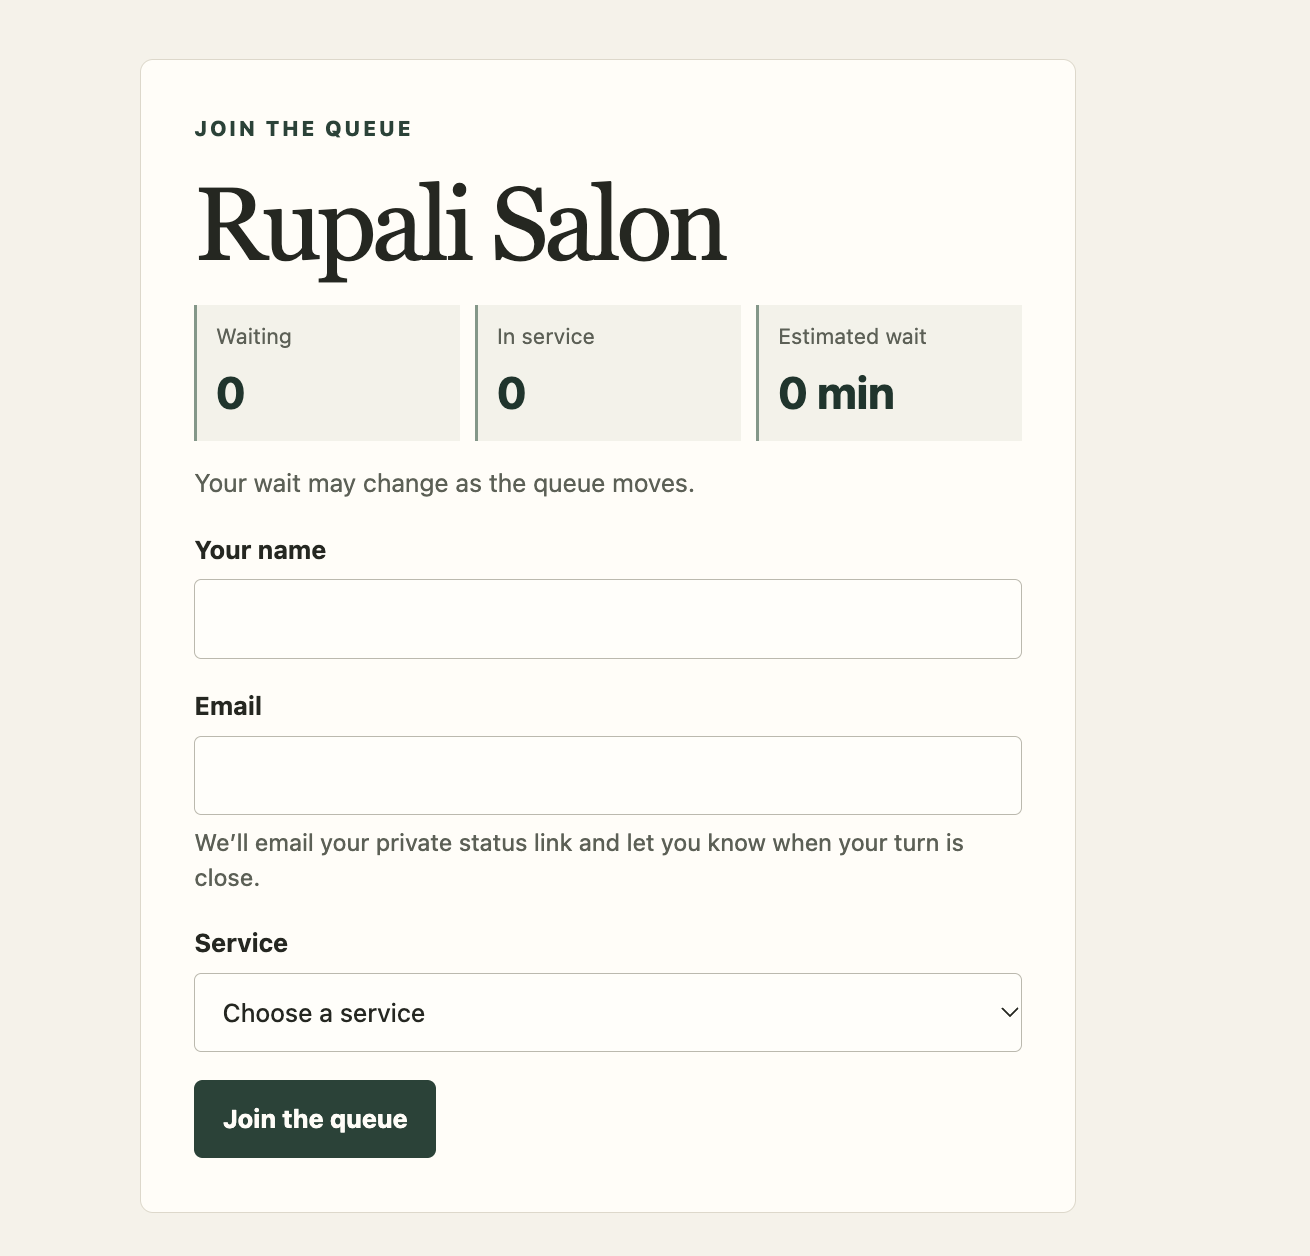 JOIN THE QUEUE
Rupali Salon
Waiting
0
In service
0
Estimated wait
0 min
Your wait may change as the queue moves.
Your name
Email
We’ll email your private status link and let you know when your turn is
close.
Service
Choose a service
Join the queue